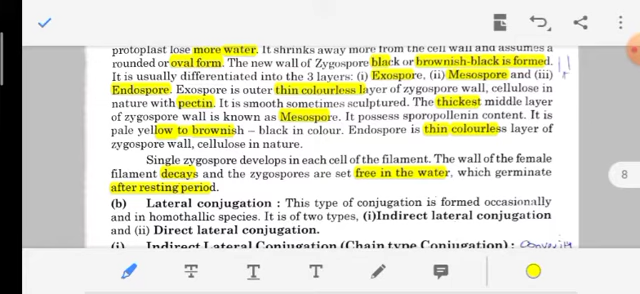 protoplast lose more water. It shrinks away more from the cell wall and assumes a
rounded or oval form. The new wall of Zygospore black or brownish-black is formed.
It is usually differentiated into the 3 layers: (i) Exospore, (ii) Mesospore and (iii)
Endospore. Exospore is outer thin colourless layer of zygospore wall, cellulose in
nature with pectin. It is smooth sometimes sculptured. The thickest middle layer
of zygospore wall is known as Mesospore. It possess sporopollenin content. It is
pale yellow to brownish – black in colour. Endospore is thin colourless layer of
zygospore wall, cellulose in nature.
Single zygospore develops in each cell of the filament. The wall of the female
filament decays and the zygospores are set free in the water, which germinate
after resting period.
(b) Lateral conjugation : This type of conjugation is formed occasionally
and in homothallic species. It is of two types, (i)Indirect lateral conjugation
and (ii) Direct lateral conjugation.
(i) Indirect Lateral Conjugation (Chain type Conjugation) :
8
T T T